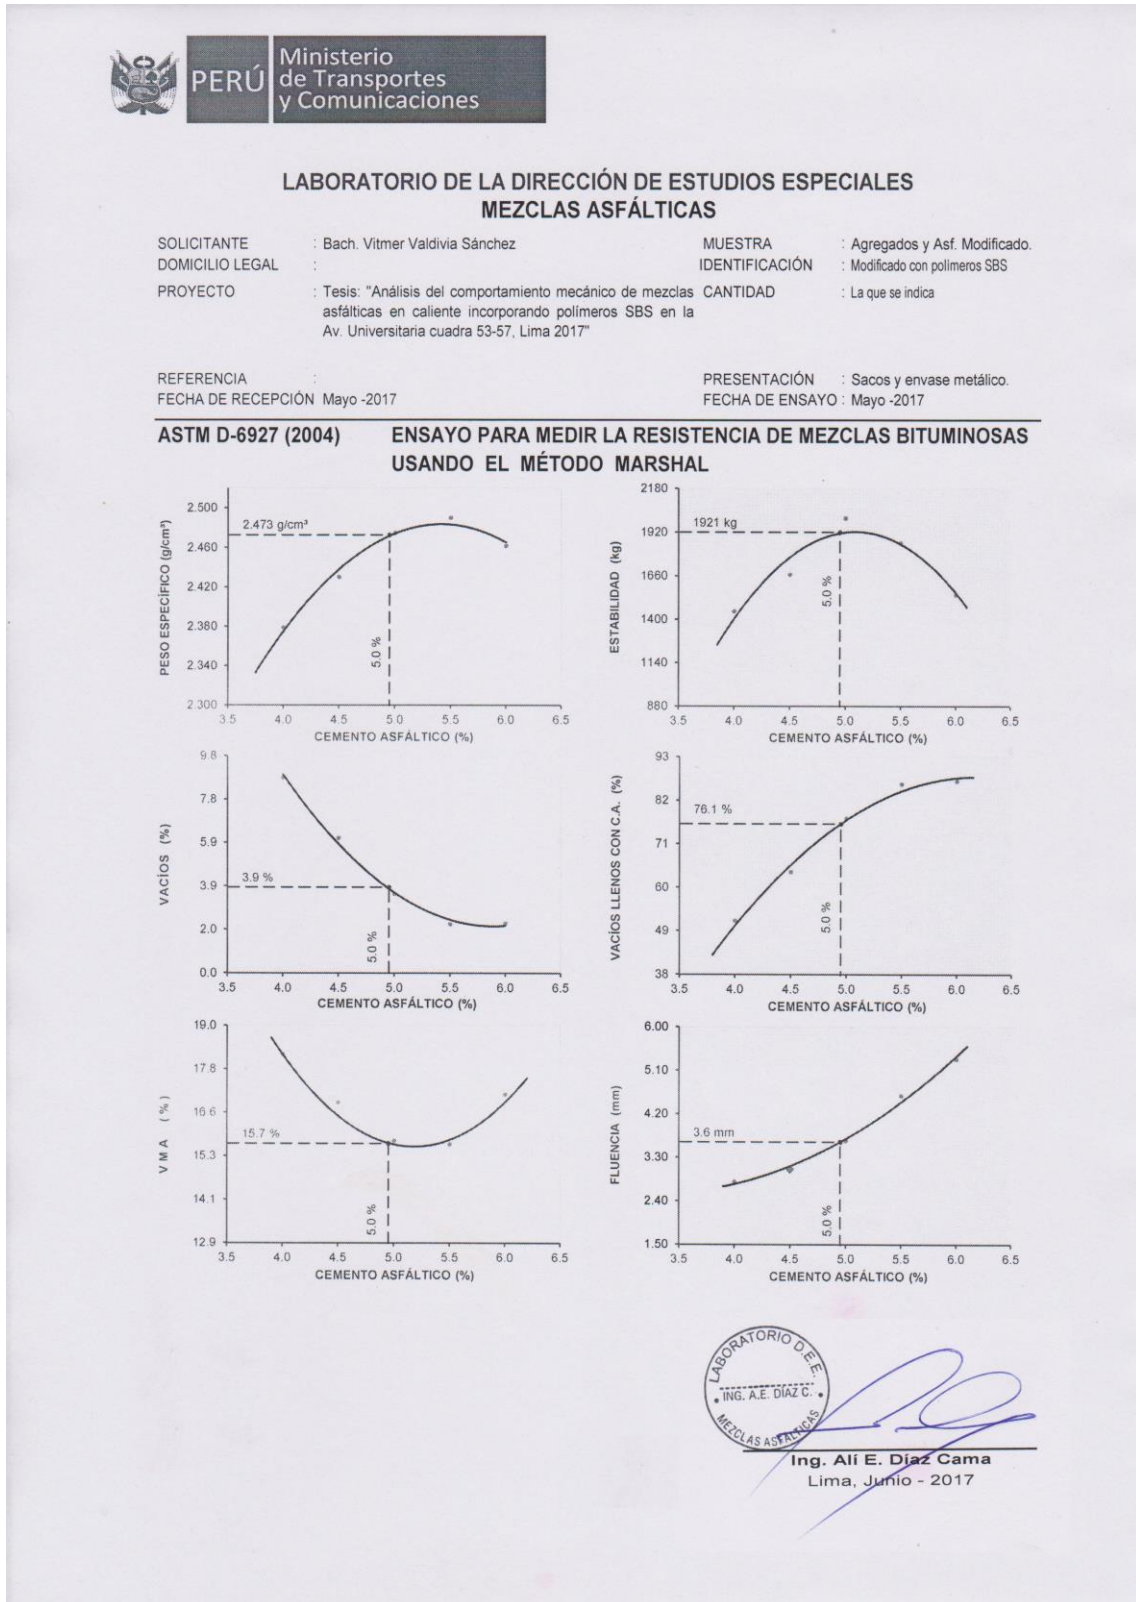 PERÚ
Ministerio
de Transportes
y Comunicaciones
LABORATORIO DE LA DIRECCIÓN DE ESTUDIOS ESPECIALES
MEZCLAS ASFÁLTICAS
SOLICITANTE : Bach. Vitmer Valdivia Sánchez MUESTRA : Agregados y Asf. Modificado.
DOMICILIO LEGAL : IDENTIFICACIÓN : Modificado con polimeros SBS
PROYECTO : Tesis: "Análisis del comportamiento mecánico de mezclas CANTIDAD : La que se indica
asfálticas en caliente incorporando polímeros SBS en la
Av. Universitaria cuadra 53-57, Lima 2017"
REFERENCIA : PRESENTACIÓN : Sacos y envase metálico.
FECHA DE RECEPCIÓN Mayo -2017 FECHA DE ENSAYO : Mayo -2017
ASTM D-6927 (2004) ENSAYO PARA MEDIR LA RESISTENCIA DE MEZCLAS BITUMINOSAS
USANDO EL MÉTODO MARSHAL
PESO ESPECÍFICO (g/cm³)
2.500
2.460
2.420
2.380
2.340
2.300
2.473 g/cm³
5.0 %
3.5 4.0 4.5 5.0 5.5 6.0 6.5
CEMENTO ASFÁLTICO (%)
ESTABILIDAD (kg)
2180
1920
1660
1400
1140
880
1921 kg
5.0 %
3.5 4.0 4.5 5.0 5.5 6.0 6.5
CEMENTO ASFÁLTICO (%)
VACÍOS (%)
9.8
7.8
5.9
3.9
2.0
0.0
3.9 %
5.0 %
3.5 4.0 4.5 5.0 5.5 6.0 6.5
CEMENTO ASFÁLTICO (%)
VACÍOS LLENOS CON C.A. (%)
93
82
71
60
49
38
76.1 %
5.0 %
3.5 4.0 4.5 5.0 5.5 6.0 6.5
CEMENTO ASFÁLTICO (%)
V M A ( % )
19.0
17.8
16.6
15.3
14.1
12.9
15.7 %
5.0 %
3.5 4.0 4.5 5.0 5.5 6.0 6.5
CEMENTO ASFÁLTICO (%)
FLUENCIA (mm)
6.00
5.10
4.20
3.30
2.40
1.50
3.6 mm
5.0 %
3.5 4.0 4.5 5.0 5.5 6.0 6.5
CEMENTO ASFÁLTICO (%)
LABORATORIO D.E.E.
ING. A.E. DÍAZ C.
MEZCLAS ASFALTICAS
Ing. Alí E. Díaz Cama
Lima, Junio - 2017